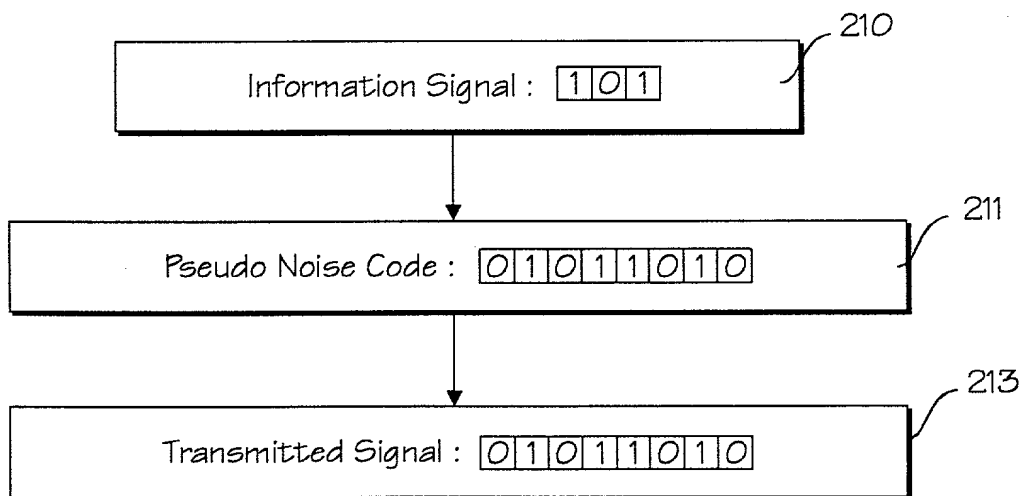 210
Information Signal : 1 0 1
211
Pseudo Noise Code : 0 1 0 1 1 0 1 0
213
Transmitted Signal : 0 1 0 1 1 0 1 0